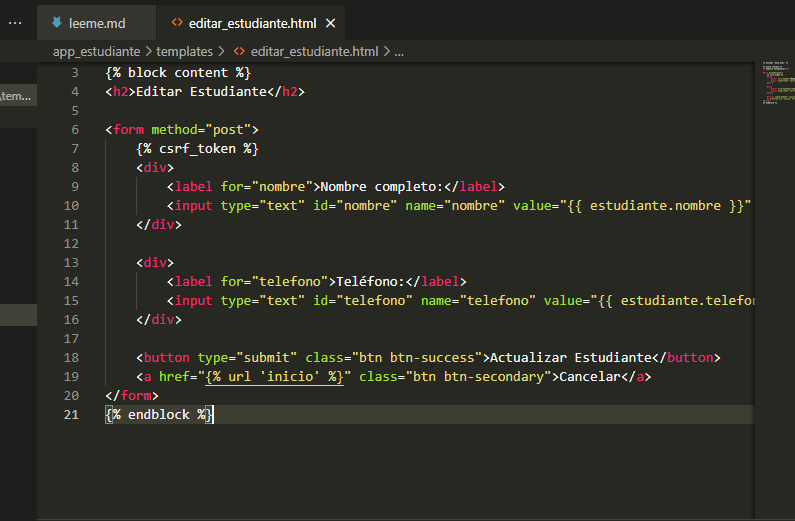 ... leeme.md <> editar_estudiante.html ×
app_estudiante > templates > <> editar_estudiante.html > ...
\tem...
3 {% block content %}
4 <h2>Editar Estudiante</h2>
5
6 <form method="post">
7 {% csrf_token %}
8 <div>
9 <label for="nombre">Nombre completo:</label>
10 <input type="text" id="nombre" name="nombre" value="{{ estudiante.nombre }}"
11 </div>
12
13 <div>
14 <label for="telefono">Teléfono:</label>
15 <input type="text" id="telefono" name="telefono" value="{{ estudiante.telefon
16 </div>
17
18 <button type="submit" class="btn btn-success">Actualizar Estudiante</button>
19 <a href="{% url 'inicio' %}" class="btn btn-secondary">Cancelar</a>
20 </form>
21 {% endblock %}